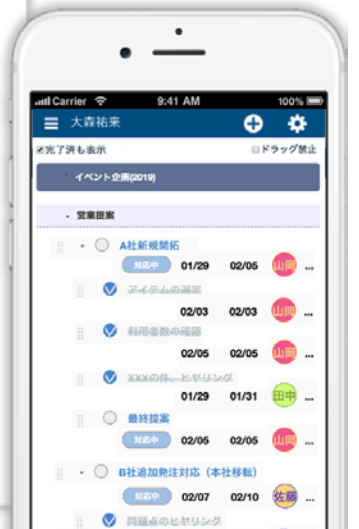 Carrier 9:41 AM 100%
大森祐来
完了済も表示 ドラッグ禁止
イベント企画(2019)
- 営業提案
- A社新規開拓
対応中 01/29 02/05 山岡 ...
アイテムの選定
02/03 02/03 山岡 ...
利用者数の確認
02/05 02/05 山岡 ...
XXXの件、ヒヤリング
01/29 01/31 田中 ...
最終提案
対応中 02/05 02/05 山岡 ...
- B社追加発注対応（本社移転）
対応中 02/07 02/10 佐藤 ...
問題点のヒヤリング